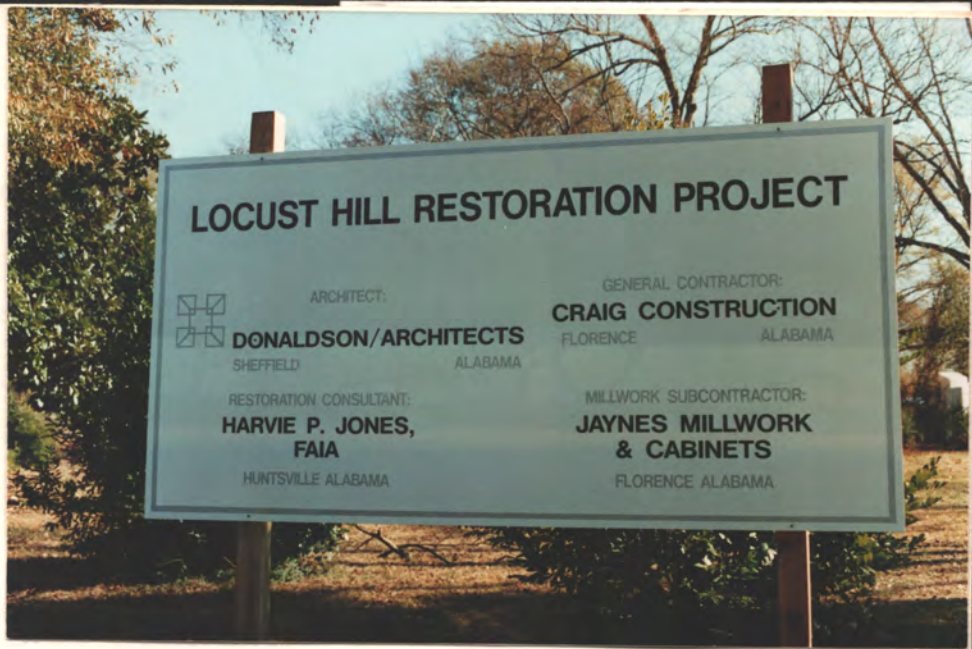 LOCUST HILL RESTORATION PROJECT
ARCHITECT:
DONALDSON/ARCHITECTS
SHEFFIELD ALABAMA
GENERAL CONTRACTOR:
CRAIG CONSTRUCTION
FLORENCE ALABAMA
RESTORATION CONSULTANT:
HARVIE P. JONES,
FAIA
HUNTSVILLE ALABAMA
MILLWORK SUBCONTRACTOR:
JAYNES MILLWORK
& CABINETS
FLORENCE ALABAMA